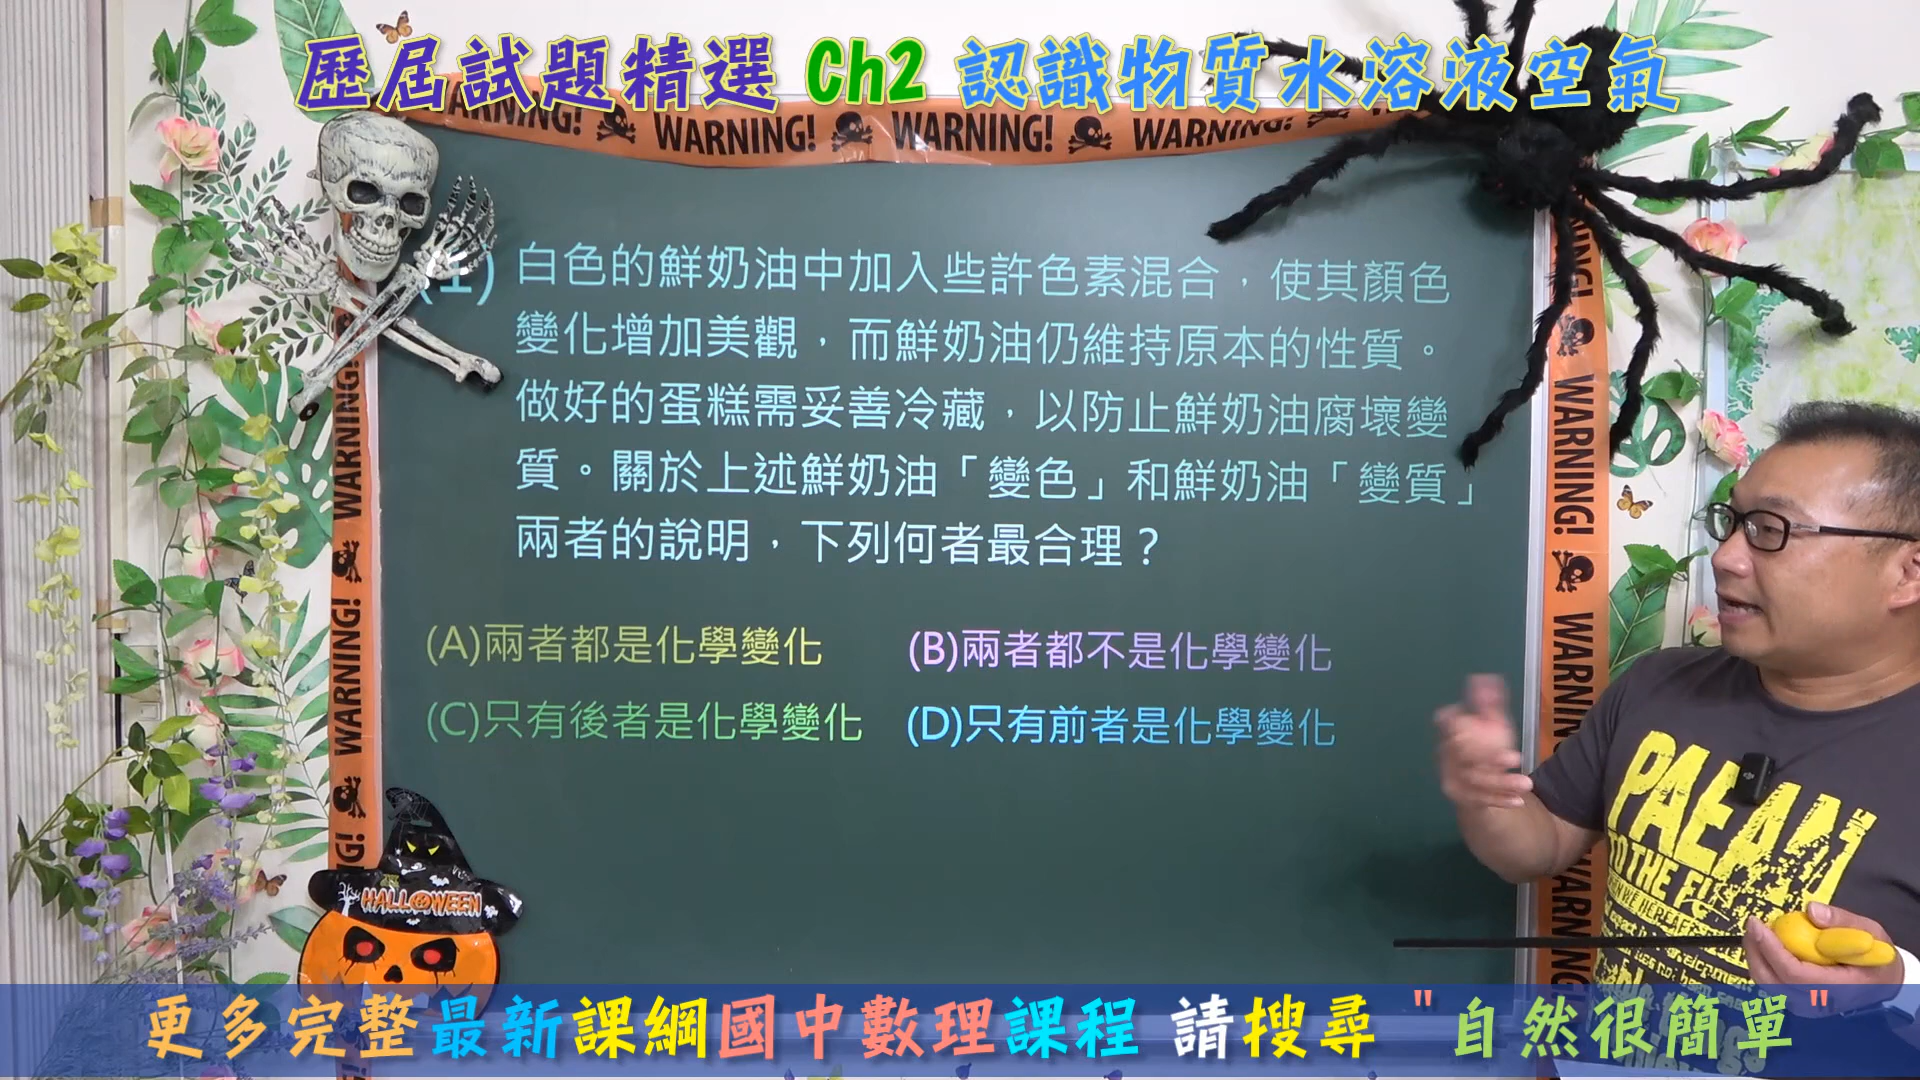 歷屆試題精選 Ch2 認識物質水溶液空氣
WARNING! WARNING! WARNING! WARNING!
白色的鮮奶油中加入些許色素混合，使其顏色
變化增加美觀，而鮮奶油仍維持原本的性質。
做好的蛋糕需妥善冷藏，以防止鮮奶油腐壞變
質。關於上述鮮奶油「變色」和鮮奶油「變質」
兩者的說明，下列何者最合理？
(A)兩者都是化學變化
(B)兩者都不是化學變化
(C)只有後者是化學變化
(D)只有前者是化學變化
WARNING!
WARNING!
WARNING!
WARNING!
HALLOWEEN
PAEAN
TO THE
更多完整最新課綱國中數理課程 請搜尋 "自然很簡單"